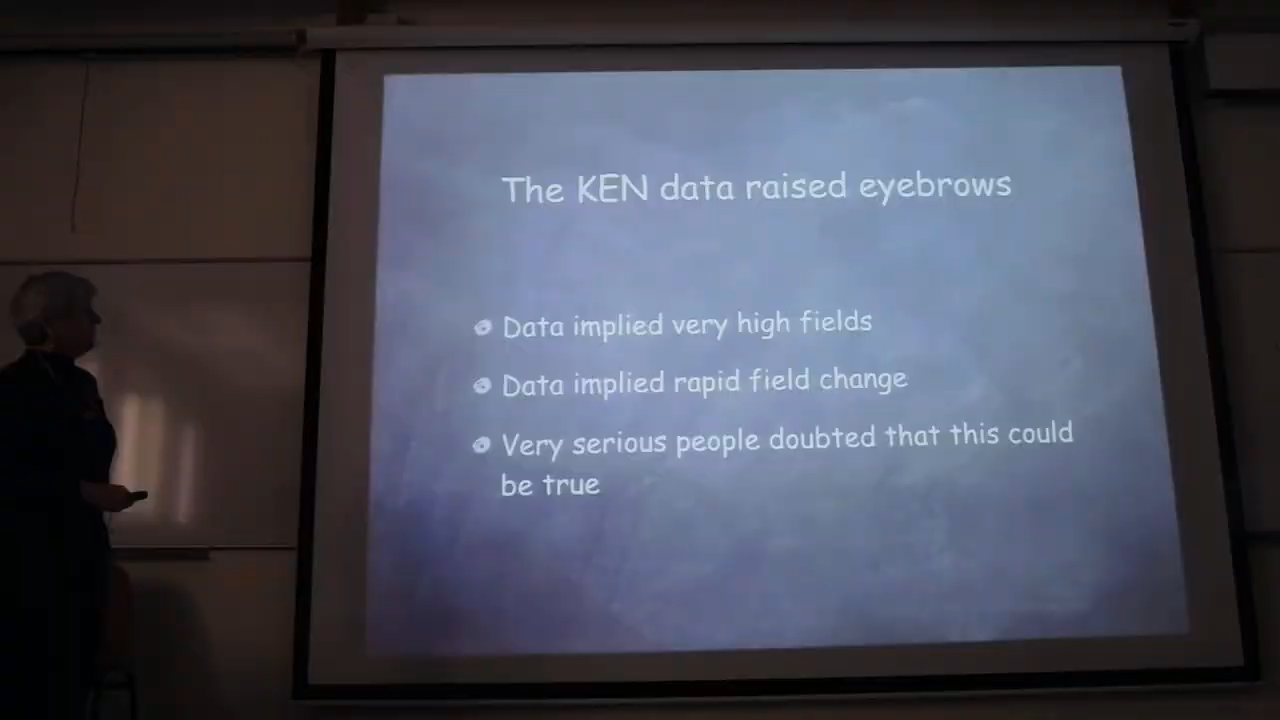 The KEN data raised eyebrows
Data implied very high fields
Data implied rapid field change
Very serious people doubted that this could
be true